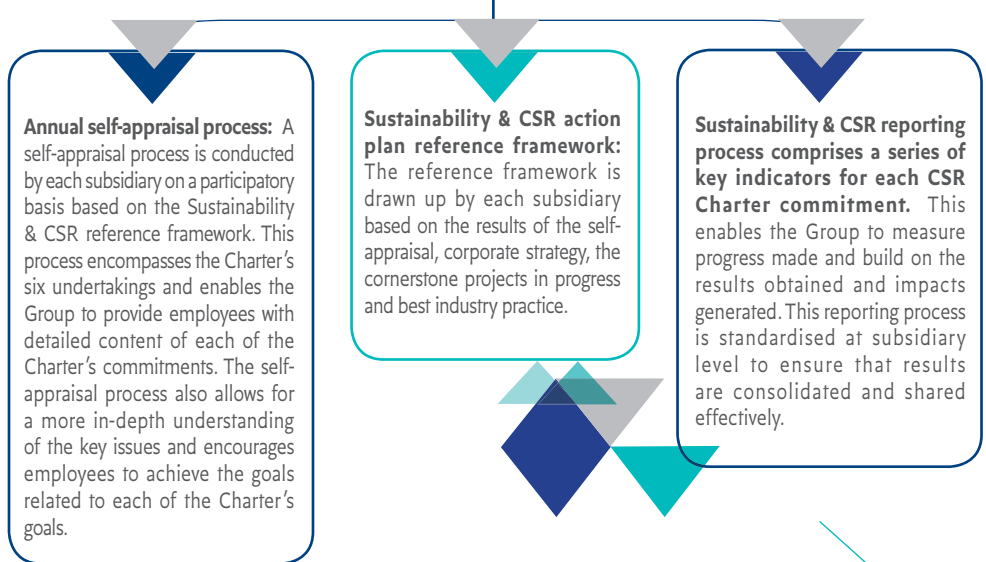 Annual self-appraisal process: A
self-appraisal process is conducted
by each subsidiary on a participatory
basis based on the Sustainability
& CSR reference framework. This
process encompasses the Charter's
six undertakings and enables the
Group to provide employees with
detailed content of each of the
Charter's commitments. The self-
appraisal process also allows for
a more in-depth understanding
of the key issues and encourages
employees to achieve the goals
related to each of the Charter's
goals.
Sustainability & CSR action
plan reference framework:
The reference framework is
drawn up by each subsidiary
based on the results of the self-
appraisal, corporate strategy, the
cornerstone projects in progress
and best industry practice.
Sustainability & CSR reporting
process comprises a series of
key indicators for each CSR
Charter commitment. This
enables the Group to measure
progress made and build on the
results obtained and impacts
generated. This reporting process
is standardised at subsidiary
level to ensure that results
are consolidated and shared
effectively.